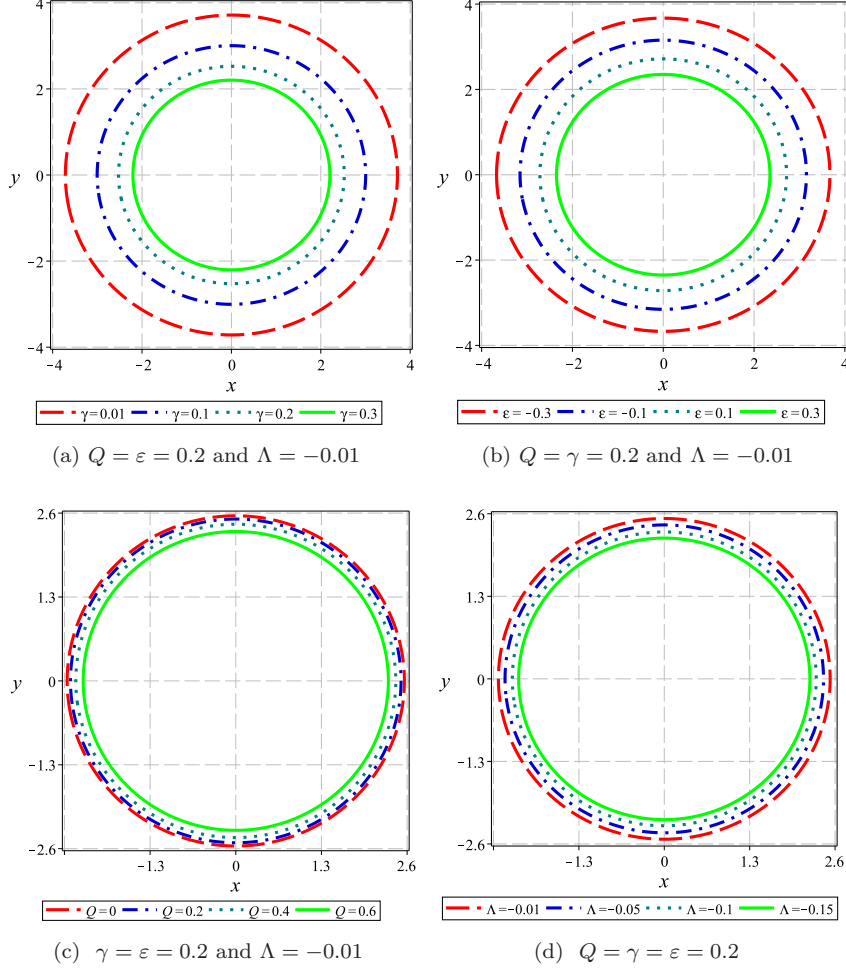 4
2
y
0
−2
−4
−4
−2
0
2
4
x
γ=0.01
γ=0.1
γ=0.2
γ=0.3
(a) Q = ε = 0.2 and Λ = −0.01
4
2
y
0
−2
−4
−4
−2
0
2
4
x
ε=−0.3
ε=−0.1
ε=0.1
ε=0.3
(b) Q = γ = 0.2 and Λ = −0.01
2.6
1.3
y
0
−1.3
−2.6
−1.3
0
1.3
2.6
x
Q=0
Q=0.2
Q=0.4
Q=0.6
(c) γ = ε = 0.2 and Λ = −0.01
2.6
1.3
y
0
−1.3
−2.6
−1.3
0
1.3
2.6
x
Λ=−0.01
Λ=−0.05
Λ=−0.1
Λ=−0.15
(d) Q = γ = ε = 0.2